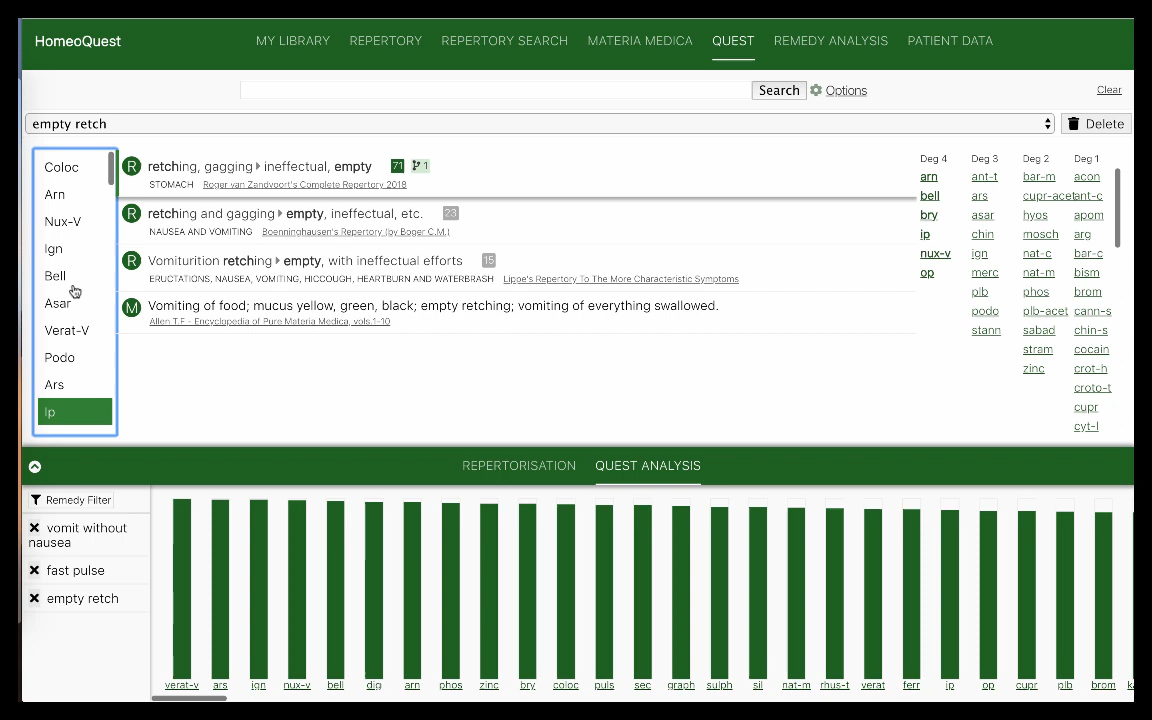 HomeoQuest MY LIBRARY REPERTORY REPERTORY SEARCH MATERIA MEDICA QUEST REMEDY ANALYSIS PATIENT DATA
Search Options Clear
empty retch Delete
Coloc
Arn
Nux-V
Ign
Bell
Asar
Verat-V
Podo
Ars
Ip
R retching, gagging ineffectual, empty 71 1
STOMACH Roger van Zandvoort's Complete Repertory 2018
R retching and gagging empty, ineffectual, etc. 23
NAUSEA AND VOMITING Boenninghausen's Repertory (by Boger C.M.)
R Vomiturition retching empty, with ineffectual efforts 15
ERUCTATIONS, NAUSEA, VOMITING, HICCOUGH, HEARTBURN AND WATERBRASH Lippe's Repertory To The More Characteristic Symptoms
M Vomiting of food; mucus yellow, green, black; empty retching; vomiting of everything swallowed.
Allen T.F - Encyclopedia of Pure Materia Medica, vols.1-10
Deg 4 Deg 3 Deg 2 Deg 1
arn ant-t bar-m acon
bell ars cupr-acet ant-c
bry asar hyos apom
ip chin mosch arg
nux-v ign nat-c bar-c
op merc nat-m bism
plb phos brom
podo plb-acet cann-s
stann sabad chin-s
stram cocain
zinc crot-h
croto-t
cupr
cyt-l
REPERTORISATION QUEST ANALYSIS
Remedy Filter
vomit without
nausea
fast pulse
empty retch
verat-v ars ign nux-v bell dig arn phos zinc bry coloc puls sec graph sulph sil nat-m rhus-t verat ferr ip op cupr plb brom